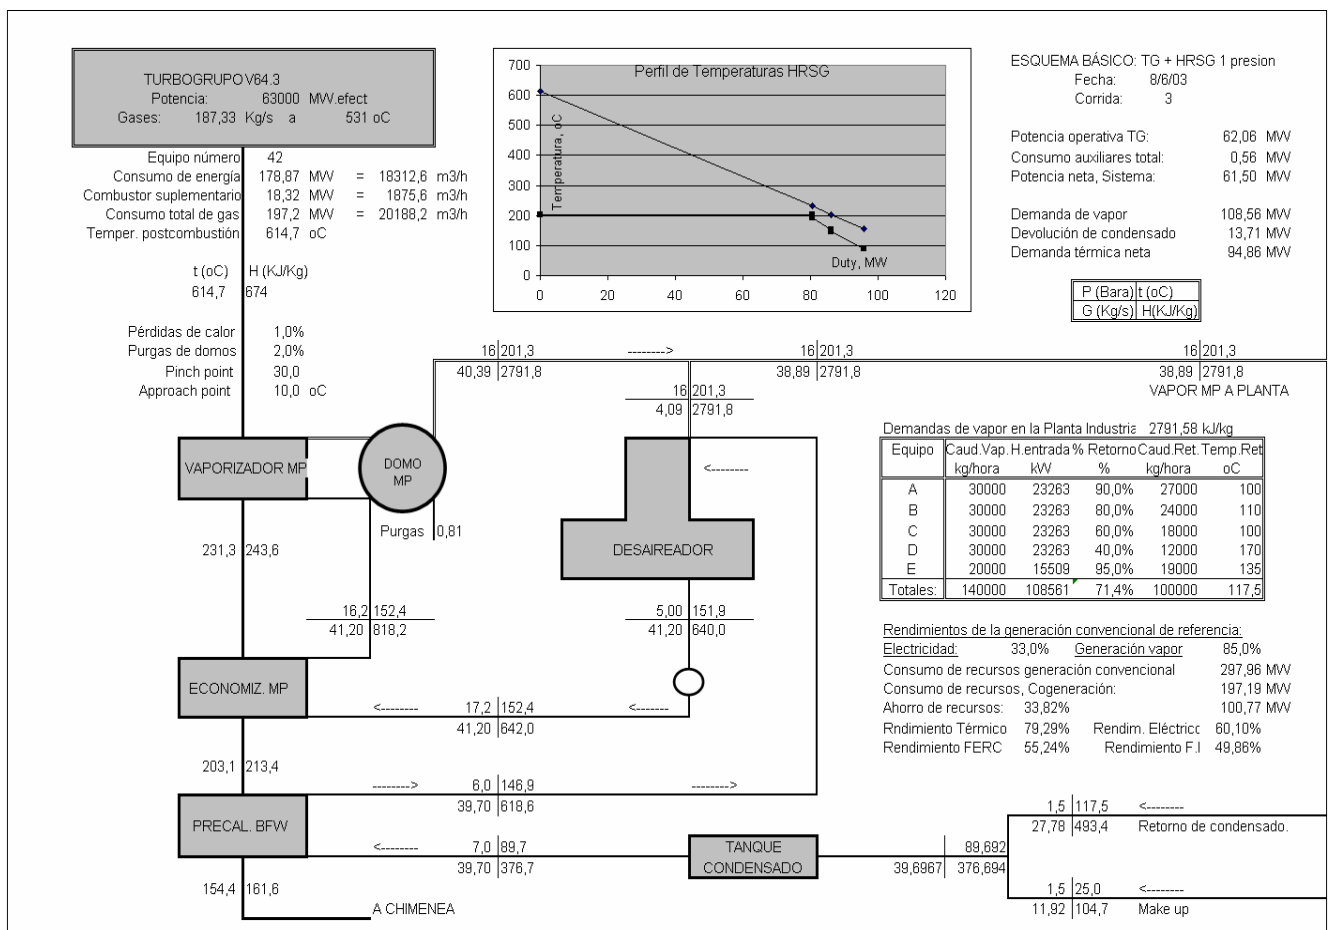 TURBOGRUPO V64.3
Potencia: 63000 MW.efect
Gases: 187,33 Kg/s a 531 oC
Equipo número 42
Consumo de energía 178,87 MW = 18312,6 m3/h
Combustor suplementario 18,32 MW = 1875,6 m3/h
Consumo total de gas 197,2 MW = 20188,2 m3/h
Temper. postcombustión 614,7 oC
t (oC) H (KJ/Kg)
614,7 674
Pérdidas de calor 1,0%
Purgas de domos 2,0%
Pinch point 30,0
Approach point 10,0 oC
Perfil de Temperaturas HRSG
Temperatura, oC
700
600
500
400
300
200
100
0
0 20 40 60 80 100 120
Duty, MW
ESQUEMA BÁSICO: TG + HRSG 1 presion
Fecha: 8/6/03
Corrida: 3
Potencia operativa TG: 62,06 MW
Consumo auxiliares total: 0,56 MW
Potencia neta, Sistema: 61,50 MW
Demanda de vapor 108,56 MW
Devolución de condensado 13,71 MW
Demanda térmica neta 94,86 MW
P (Bara) t (oC)
G (Kg/s) H(KJ/Kg)
16 201,3 --------> 16 201,3 16 201,3
40,39 2791,8 38,89 2791,8 38,89 2791,8
VAPOR MP A PLANTA
16 201,3
4,09 2791,8
VAPORIZADOR MP
DOMO
MP
Purgas 0,81
<--------
DESAIREADOR
231,3 243,6
16,2 152,4
41,20 818,2
5,00 151,9
41,20 640,0
ECONOMIZ. MP
<-------- 17,2 152,4 <-------
41,20 642,0
203,1 213,4
--------> 6,0 146,9 -------->
39,70 618,6
PRECAL. BFW
<-------- 7,0 89,7
39,70 376,7
TANQUE
CONDENSADO
89,692
39,6967 376,694
154,4 161,6
A CHIMENEA
Demandas de vapor en la Planta Industria 2791,58 kJ/kg
Equipo Caud.Vap. H.entrada % Retorno Caud.Ret. Temp.Ret
kg/hora kW % kg/hora oC
A 30000 23263 90,0% 27000 100
B 30000 23263 80,0% 24000 110
C 30000 23263 60,0% 18000 100
D 30000 23263 40,0% 12000 170
E 20000 15509 95,0% 19000 135
Totales: 140000 108561 71,4% 100000 117,5
Rendimientos de la generación convencional de referencia:
Electricidad: 33,0% Generación vapor 85,0%
Consumo de recursos generación convencional 297,96 MW
Consumo de recursos, Cogeneración: 197,19 MW
Ahorro de recursos: 33,82% 100,77 MW
Rndimiento Térmico 79,29% Rendim. Eléctricc 60,10%
Rendimiento FERC 55,24% Rendimiento F.I 49,86%
1,5 117,5 <--------
27,78 493,4 Retorno de condensado.
1,5 25,0 <--------
11,92 104,7 Make up